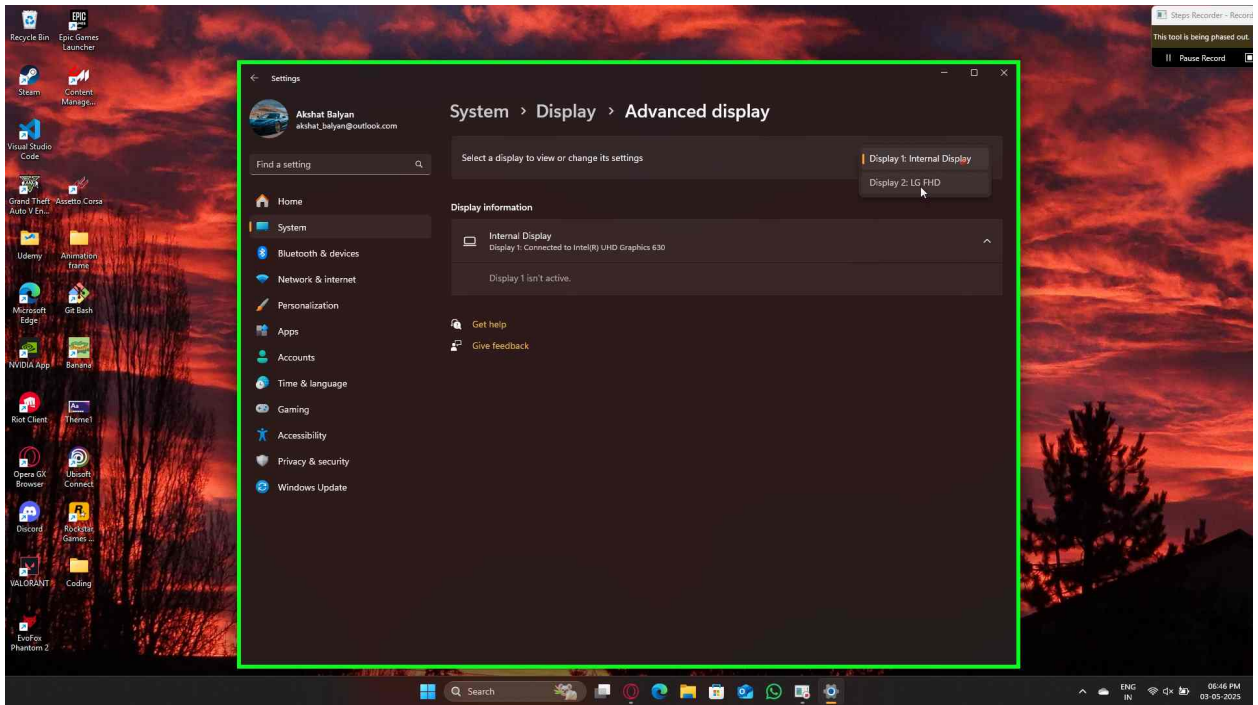 Recycle Bin
Epic Games
Launcher
Steam
Content
Manage...
Visual Studio
Code
Grand Theft
Auto V En...
Assetto Corsa
Udemy
Animation
frame
Microsoft
Edge
Git Bash
NVIDIA App
Banana
Riot Client
Theme1
Opera GX
Browser
Ubisoft
Connect
Discord
Rockstar
Games ...
VALORANT
Coding
EvoFox
Phantom 2
Settings
Akshat Balyan
akshat_balyan@outlook.com
Find a setting
Home
System
Bluetooth & devices
Network & internet
Personalization
Apps
Accounts
Time & language
Gaming
Accessibility
Privacy & security
Windows Update
System > Display > Advanced display
Select a display to view or change its settings
Display 1: Internal Display
Display 2: LG FHD
Display information
Internal Display
Display 1: Connected to Intel(R) UHD Graphics 630
Display 1 isn't active.
Get help
Give feedback
Steps Recorder - Record
This tool is being phased out.
Pause Record
Search
ENG
IN
06:46 PM
03-05-2025